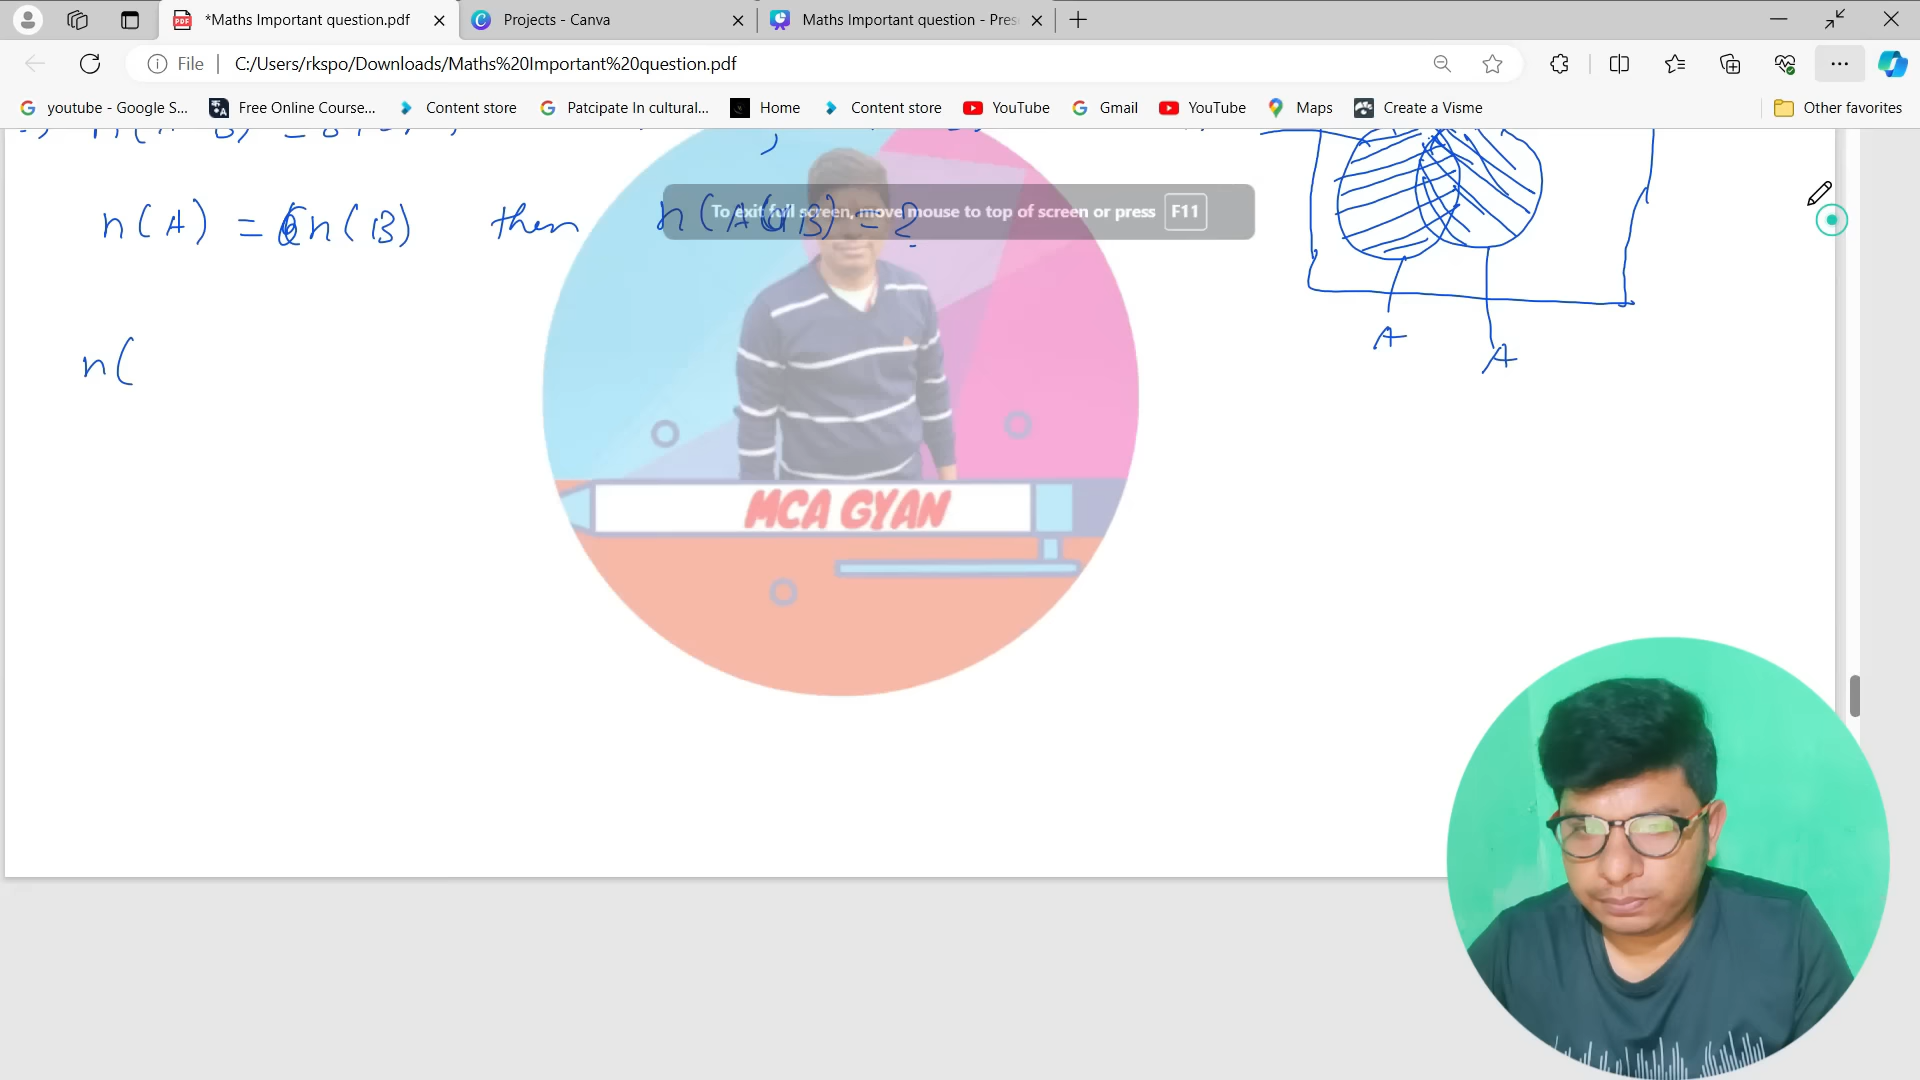 *Maths Important question.pdf
Projects - Canva
Maths Important question - Pres
File
C:/Users/rkspo/Downloads/Maths%20Important%20question.pdf
youtube - Google S...
Free Online Course...
Content store
Patcipate In cultural...
Home
Content store
YouTube
Gmail
YouTube
Maps
Create a Visme
Other favorites
n(A) = n(B) then n(A∪B) = ?
To exit full screen, move mouse to top of screen or press F11
A
A
n(
MCA GYAN